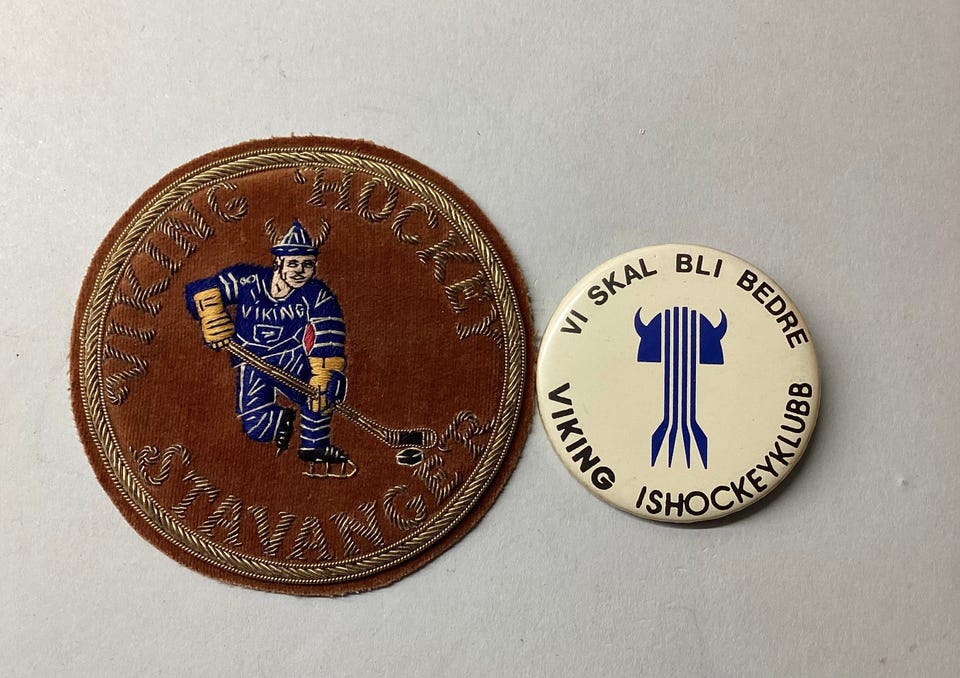 VIKING 'HOCKEY
VIKING
STAVANGER
VI SKAL BLI BEDRE
VIKING ISHOCKEYKLUBB